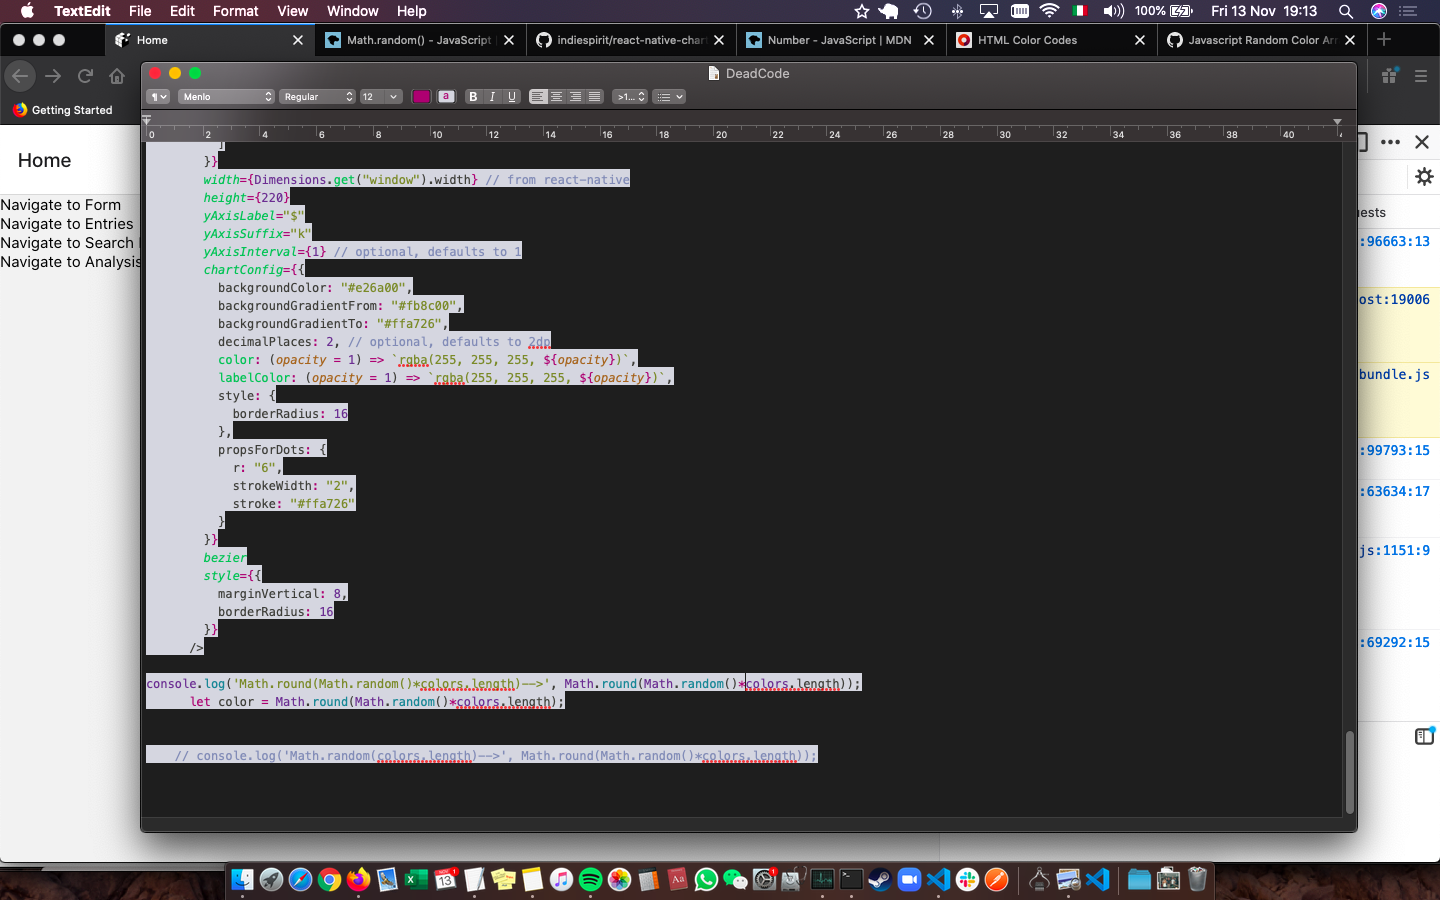 TextEdit File Edit Format View Window Help 100% Fri 13 Nov 19:13
Home Math.random() - JavaScript indiespirit/react-native-char Number - JavaScript | MDN HTML Color Codes Javascript Random Color Arr
DeadCode
Menlo Regular 12 a B I U >1...
Getting Started
0 2 4 6 8 10 12 14 16 18 20 22 24 26 28 30 32 34 36 38 40
Home
Navigate to Form
Navigate to Entries
Navigate to Search
Navigate to Analysis
]
}}
width={Dimensions.get("window").width} // from react-native
height={220}
yAxisLabel="$"
yAxisSuffix="k"
yAxisInterval={1} // optional, defaults to 1
chartConfig={{
backgroundColor: "#e26a00",
backgroundGradientFrom: "#fb8c00",
backgroundGradientTo: "#ffa726",
decimalPlaces: 2, // optional, defaults to 2dp
color: (opacity = 1) => `rgba(255, 255, 255, ${opacity})`,
labelColor: (opacity = 1) => `rgba(255, 255, 255, ${opacity})`,
style: {
borderRadius: 16
},
propsForDots: {
r: "6",
strokeWidth: "2",
stroke: "#ffa726"
}
}}
bezier
style={{
marginVertical: 8,
borderRadius: 16
}}
/>
console.log('Math.round(Math.random()*colors.length)-->', Math.round(Math.random()*colors.length));
let color = Math.round(Math.random()*colors.length);
// console.log('Math.random(colors.length)-->', Math.round(Math.random()*colors.length));
uests
:96663:13
ost:19006
bundle.js
:99793:15
:63634:17
js:1151:9
:69292:15